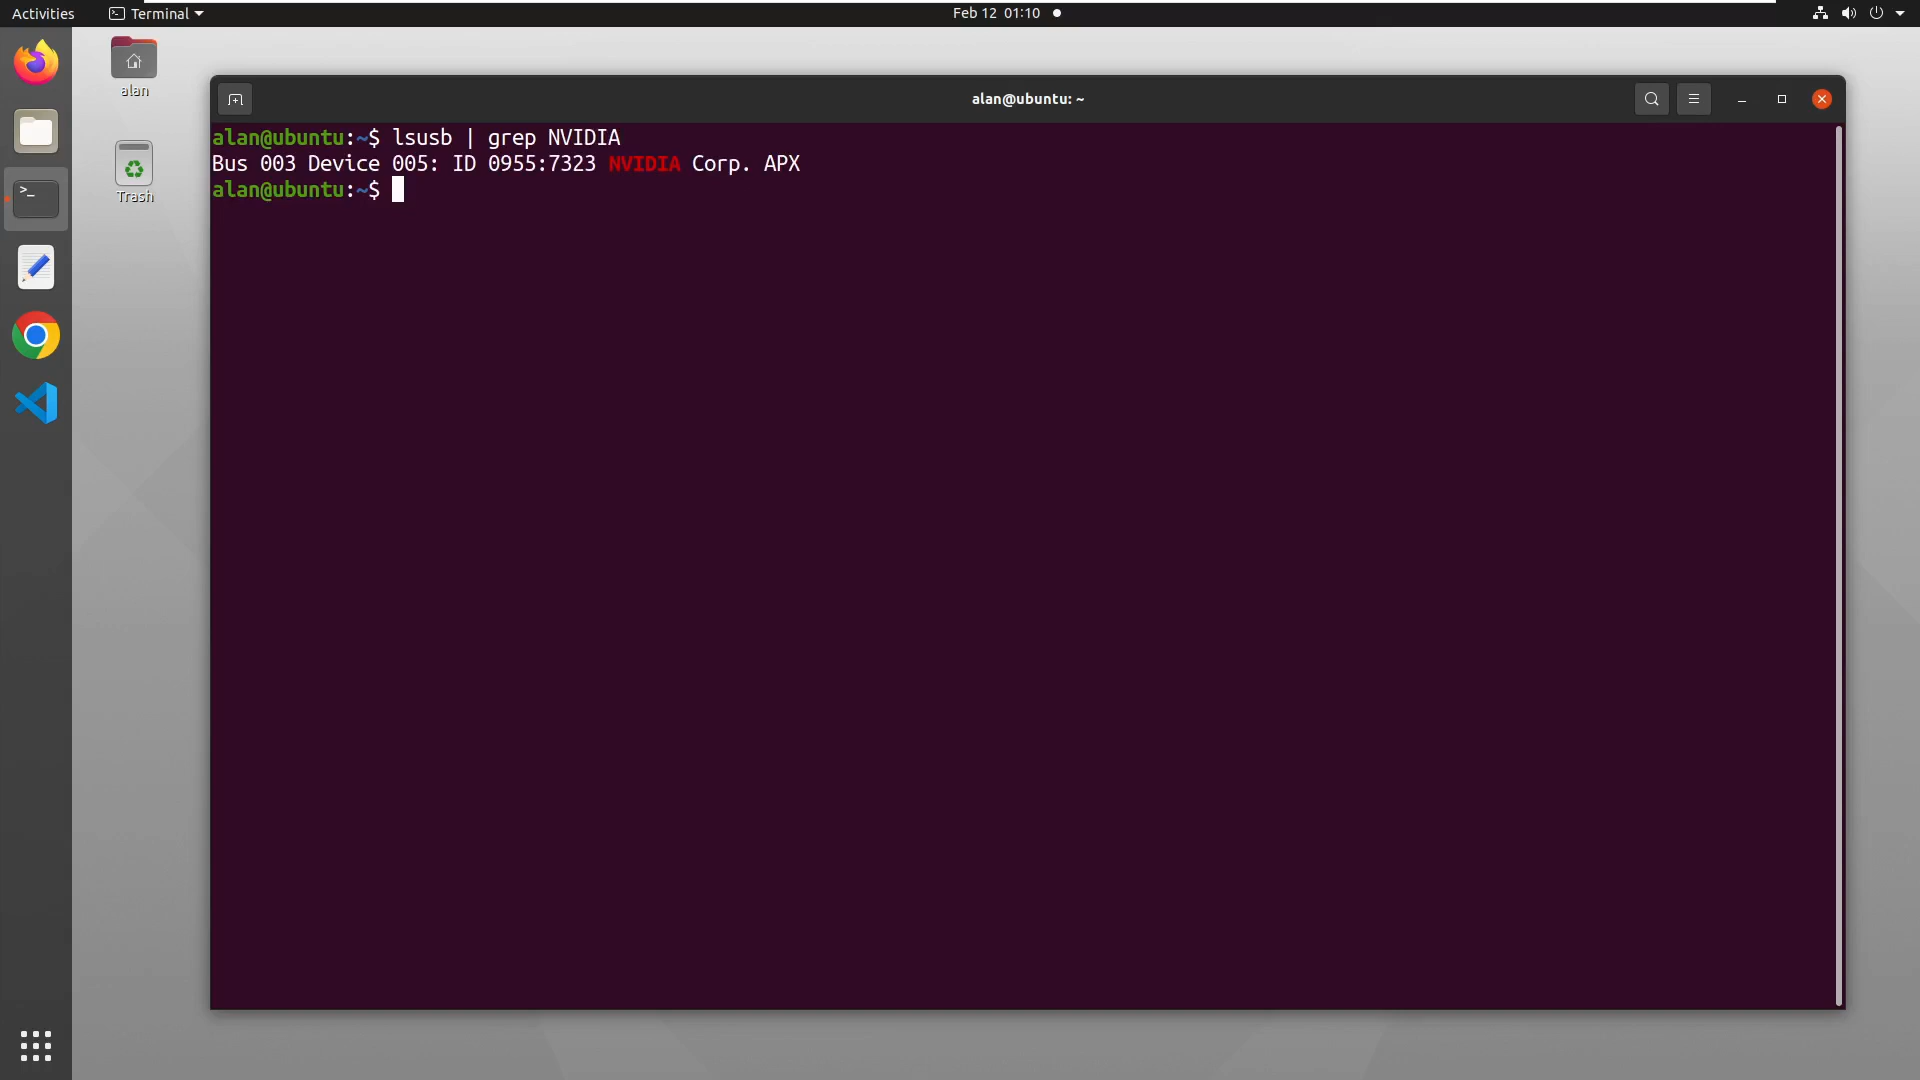 Activities
Terminal
Feb 12 01:10
alan
Trash
alan@ubuntu: ~
alan@ubuntu:~$ lsusb | grep NVIDIA
Bus 003 Device 005: ID 0955:7323 NVIDIA Corp. APX
alan@ubuntu:~$